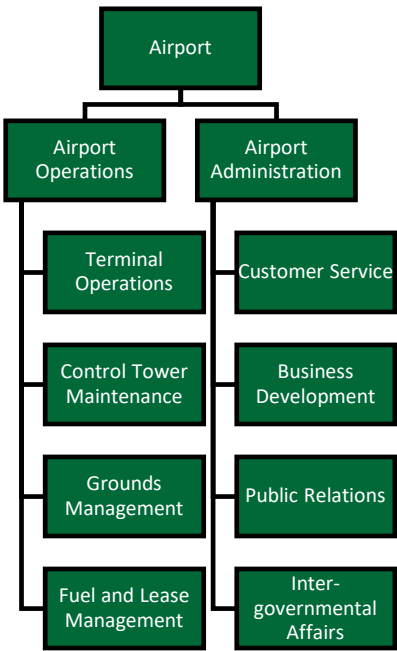 Airport
Airport
Operations
Airport
Administration
Terminal
Operations
Customer Service
Control Tower
Maintenance
Business
Development
Grounds
Management
Public Relations
Fuel and Lease
Management
Inter-
governmental
Affairs